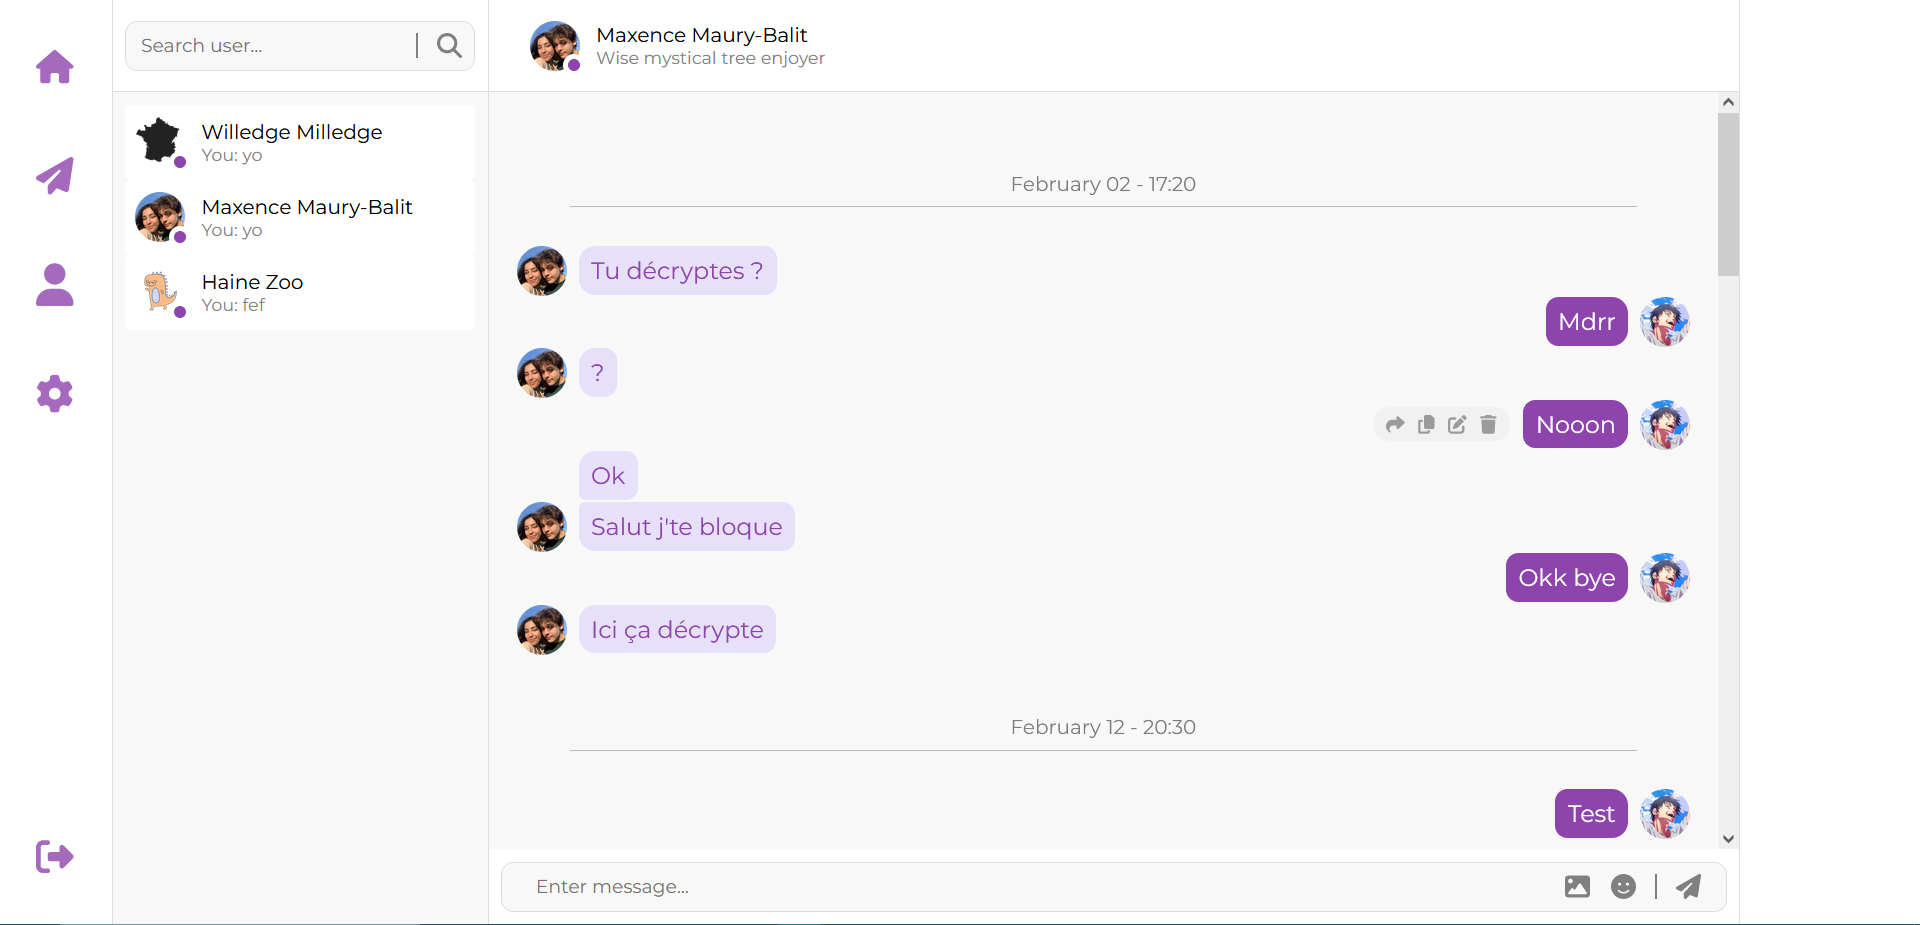 Search user...
Willedge Milledge
You: yo
Maxence Maury-Balit
You: yo
Haine Zoo
You: fef
Maxence Maury-Balit
Wise mystical tree enjoyer
February 02 - 17:20
Tu décryptes ?
Mdrr
?
Nooon
Ok
Salut j'te bloque
Okk bye
Ici ça décrypte
February 12 - 20:30
Test
Enter message...